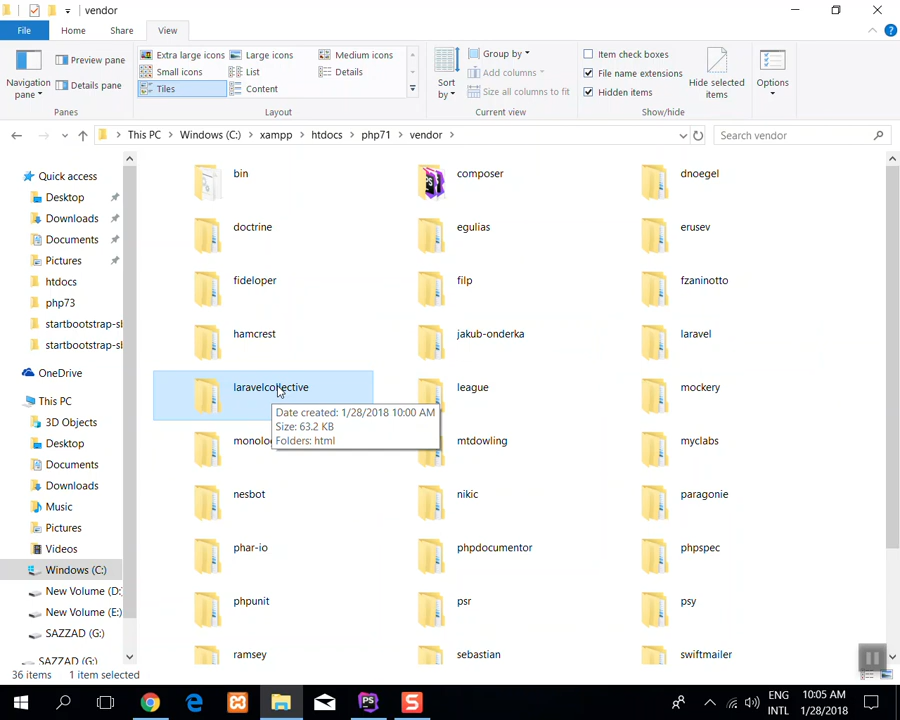 vendor
File
Home
Share
View
Navigation pane
Preview pane
Details pane
Panes
Extra large icons
Large icons
Medium icons
Small icons
List
Details
Tiles
Content
Layout
Sort by
Group by
Add columns
Size all columns to fit
Current view
Item check boxes
File name extensions
Hidden items
Hide selected items
Show/hide
Options
This PC > Windows (C:) > xampp > htdocs > php71 > vendor >
Search vendor
Quick access
Desktop
Downloads
Documents
Pictures
htdocs
php73
startbootstrap-sl
startbootstrap-sl
OneDrive
This PC
3D Objects
Desktop
Documents
Downloads
Music
Pictures
Videos
Windows (C:)
New Volume (D:
New Volume (E:)
SAZZAD (G:)
SAZZAD (G:)
bin
composer
dnoegel
doctrine
egulias
erusev
fideloper
filp
fzaninotto
hamcrest
jakub-onderka
laravel
laravelcollective
league
mockery
Date created: 1/28/2018 10:00 AM
Size: 63.2 KB
Folders: html
monolo
mtdowling
myclabs
nesbot
nikic
paragonie
phar-io
phpdocumentor
phpspec
phpunit
psr
psy
ramsey
sebastian
swiftmailer
36 items
1 item selected
ENG
INTL
10:05 AM
1/28/2018